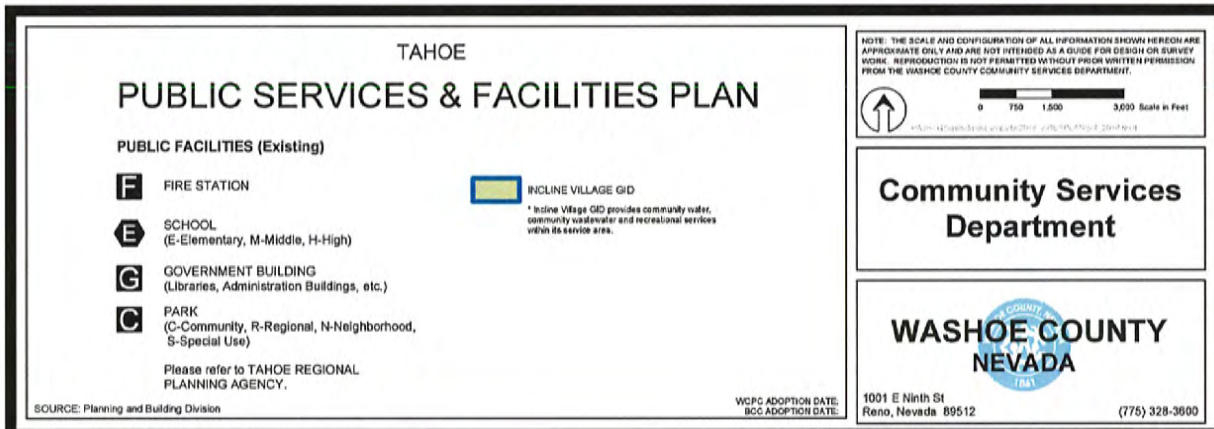 TAHOE
PUBLIC SERVICES & FACILITIES PLAN
PUBLIC FACILITIES (Existing)
F FIRE STATION
E SCHOOL
(E-Elementary, M-Middle, H-High)
G GOVERNMENT BUILDING
(Libraries, Administration Buildings, etc.)
C PARK
(C-Community, R-Regional, N-Neighborhood,
S-Special Use)
Please refer to TAHOE REGIONAL
PLANNING AGENCY.
INCLINE VILLAGE GID
* Incline Village GID provides community water,
community wastewater and recreational services
within its service area.
SOURCE: Planning and Building Division
WCPC ADOPTION DATE:
BCC ADOPTION DATE:
NOTE: THE SCALE AND CONFIGURATION OF ALL INFORMATION SHOWN HEREON ARE
APPROXIMATE ONLY AND ARE NOT INTENDED AS A GUIDE FOR DESIGN OR SURVEY
WORK. REPRODUCTION IS NOT PERMITTED WITHOUT PRIOR WRITTEN PERMISSION
FROM THE WASHOE COUNTY COMMUNITY SERVICES DEPARTMENT.
0 750 1,500 3,000 Scale in Feet
Community Services
Department
WASHOE COUNTY
NEVADA
1861
1001 E Ninth St
Reno, Nevada 89512 (775) 328-3600